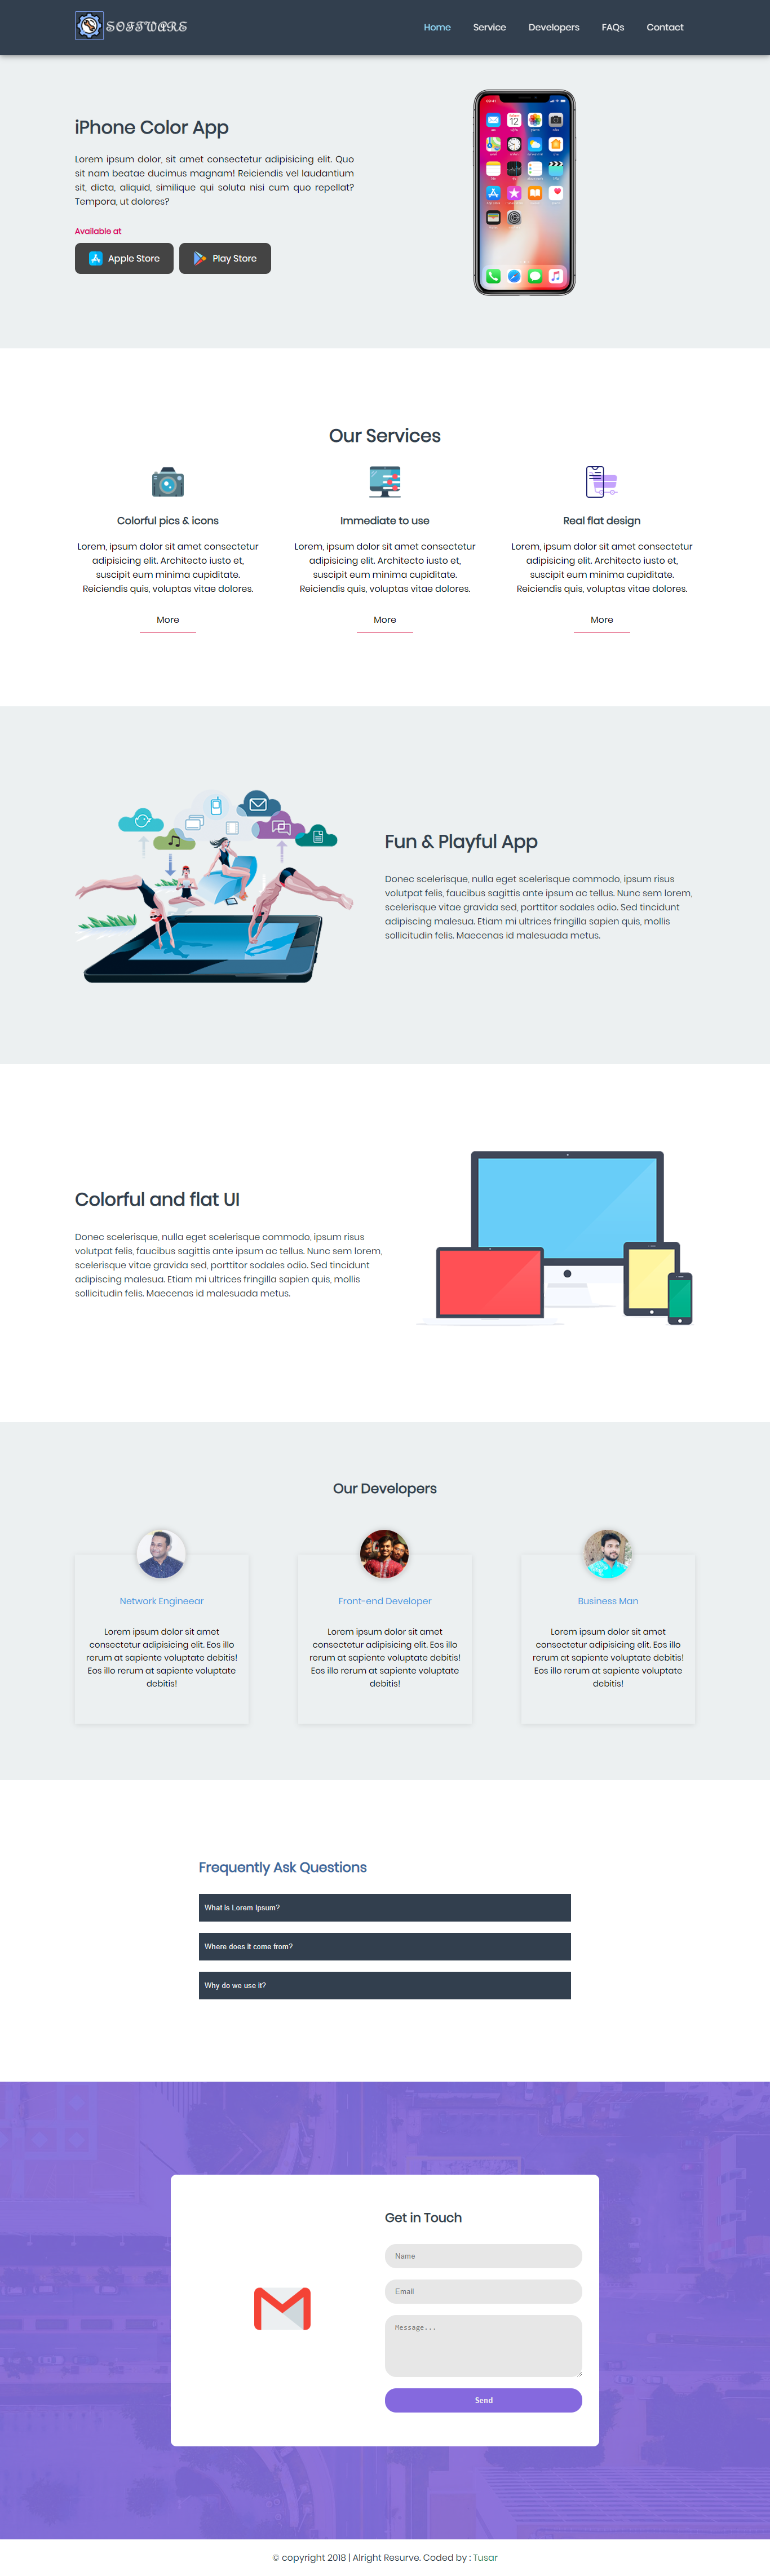 SOFTWARE
Home Service Developers FAQs Contact
iPhone Color App
Lorem ipsum dolor, sit amet consectetur adipisicing elit. Quo
sit nam beatae ducimus magnam! Reiciendis vel laudantium
sit, dicta, aliquid, similique qui soluta nisi cum quo repellat?
Tempora, ut dolores?
Available at
Apple Store Play Store
Our Services
Colorful pics & icons
Lorem, ipsum dolor sit amet consectetur
adipisicing elit. Architecto iusto et,
suscipit eum minima cupiditate.
Reiciendis quis, voluptas vitae dolores.
More
Immediate to use
Lorem, ipsum dolor sit amet consectetur
adipisicing elit. Architecto iusto et,
suscipit eum minima cupiditate.
Reiciendis quis, voluptas vitae dolores.
More
Real flat design
Lorem, ipsum dolor sit amet consectetur
adipisicing elit. Architecto iusto et,
suscipit eum minima cupiditate.
Reiciendis quis, voluptas vitae dolores.
More
Fun & Playful App
Donec scelerisque, nulla eget scelerisque commodo, ipsum risus
volutpat felis, faucibus sagittis ante ipsum ac tellus. Nunc sem lorem,
scelerisque vitae gravida sed, porttitor sodales odio. Sed tincidunt
adipiscing malesua. Etiam mi ultrices fringilla sapien quis, mollis
sollicitudin felis. Maecenas id malesuada metus.
Colorful and flat UI
Donec scelerisque, nulla eget scelerisque commodo, ipsum risus
volutpat felis, faucibus sagittis ante ipsum ac tellus. Nunc sem lorem,
scelerisque vitae gravida sed, porttitor sodales odio. Sed tincidunt
adipiscing malesua. Etiam mi ultrices fringilla sapien quis, mollis
sollicitudin felis. Maecenas id malesuada metus.
Our Developers
Network Engineear
Lorem ipsum dolor sit amet
consectetur adipisicing elit. Eos illo
rerum at sapiente voluptate debitis!
Eos illo rerum at sapiente voluptate
debitis!
Front-end Developer
Lorem ipsum dolor sit amet
consectetur adipisicing elit. Eos illo
rerum at sapiente voluptate debitis!
Eos illo rerum at sapiente voluptate
debitis!
Business Man
Lorem ipsum dolor sit amet
consectetur adipisicing elit. Eos illo
rerum at sapiente voluptate debitis!
Eos illo rerum at sapiente voluptate
debitis!
Frequently Ask Questions
What is Lorem Ipsum?
Where does it come from?
Why do we use it?
Get in Touch
Name
Email
Message...
Send
© copyright 2018 | Alright Resurve. Coded by : Tusar